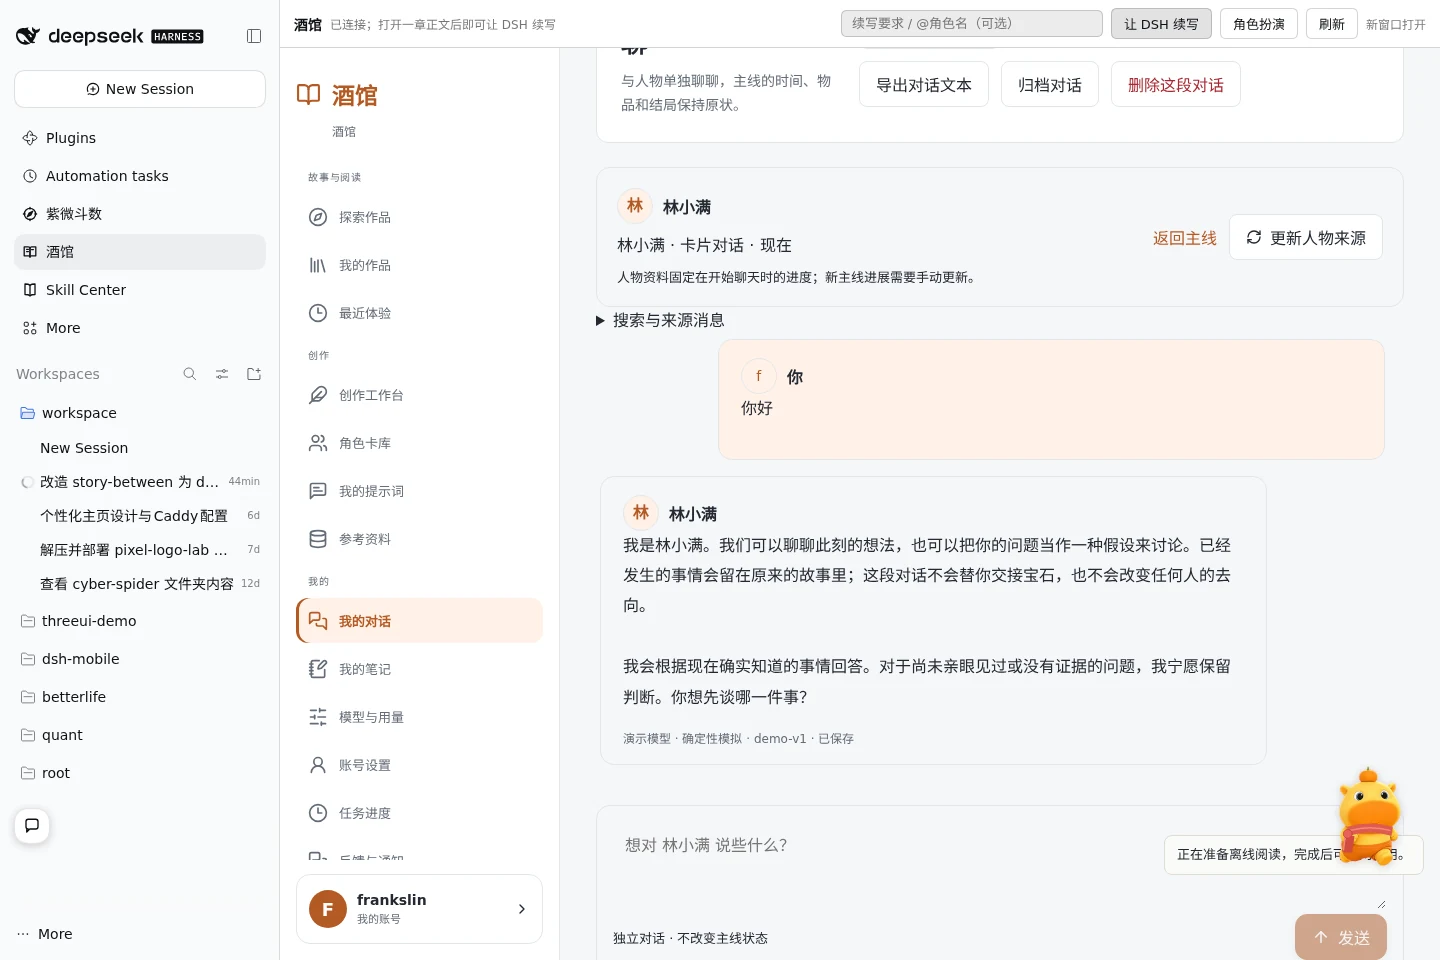 deepseek HARNESS
New Session
Plugins
Automation tasks
紫微斗数
酒馆
Skill Center
More
Workspaces
workspace
New Session
改造 story-between 为 d... 44min
个性化主页设计与Caddy配置 6d
解压并部署 pixel-logo-lab ... 7d
查看 cyber-spider 文件夹内容 12d
threeui-demo
dsh-mobile
betterlife
quant
root
More
酒馆 已连接；打开一章正文后即可让 DSH 续写
续写要求 / @角色名（可选）
让 DSH 续写
角色扮演
刷新
新窗口打开
酒馆
酒馆
故事与阅读
探索作品
我的作品
最近体验
创作
创作工作台
角色卡库
我的提示词
参考资料
我的
我的对话
我的笔记
模型与用量
账号设置
任务进度
反馈与通知
F
frankslin
我的账号
与人物单独聊聊，主线的时间、物
品和结局保持原状。
导出对话文本
归档对话
删除这段对话
林 林小满
林小满 · 卡片对话 · 现在
人物资料固定在开始聊天时的进度；新主线进展需要手动更新。
返回主线
更新人物来源
搜索与来源消息
f 你
你好
林 林小满
我是林小满。我们可以聊聊此刻的想法，也可以把你的问题当作一种假设来讨论。已经
发生的事情会留在原来的故事里；这段对话不会替你交接宝石，也不会改变任何人的去
向。
我会根据现在确实知道的事情回答。对于尚未亲眼见过或没有证据的问题，我宁愿保留
判断。你想先谈哪一件事？
演示模型 · 确定性模拟 · demo-v1 · 已保存
想对 林小满 说些什么？
正在准备离线阅读，完成后可
独立对话 · 不改变主线状态
发送